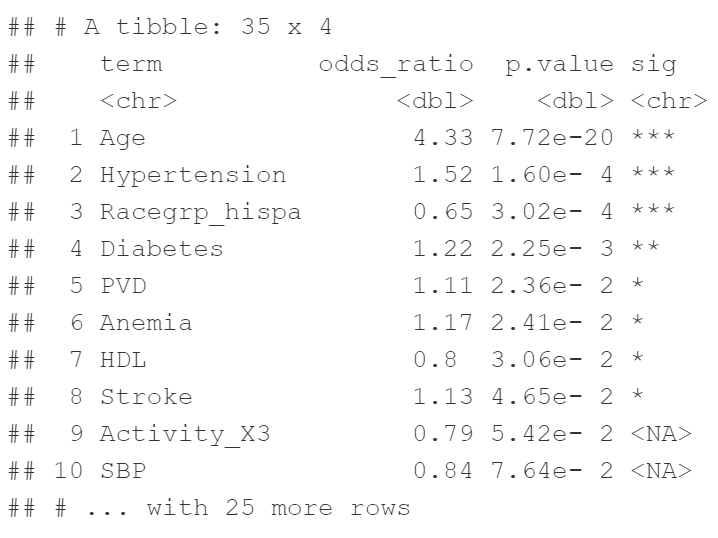 ## # A tibble: 35 x 4
##    term           odds_ratio  p.value sig
##    <chr>               <dbl>    <dbl> <chr>
##  1 Age                  4.33 7.72e-20 ***
##  2 Hypertension         1.52 1.60e- 4 ***
##  3 Racegrp_hispa        0.65 3.02e- 4 ***
##  4 Diabetes             1.22 2.25e- 3 **
##  5 PVD                  1.11 2.36e- 2 *
##  6 Anemia               1.17 2.41e- 2 *
##  7 HDL                  0.8  3.06e- 2 *
##  8 Stroke               1.13 4.65e- 2 *
##  9 Activity_X3          0.79 5.42e- 2 <NA>
## 10 SBP                  0.84 7.64e- 2 <NA>
## # ... with 25 more rows